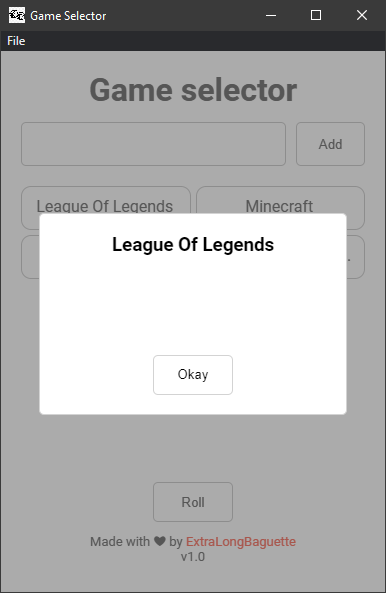 Game Selector
File
Game selector
Add
League Of Legends
Minecraft
League Of Legends
Okay
Roll
Made with ❤ by ExtraLongBaguette
v1.0